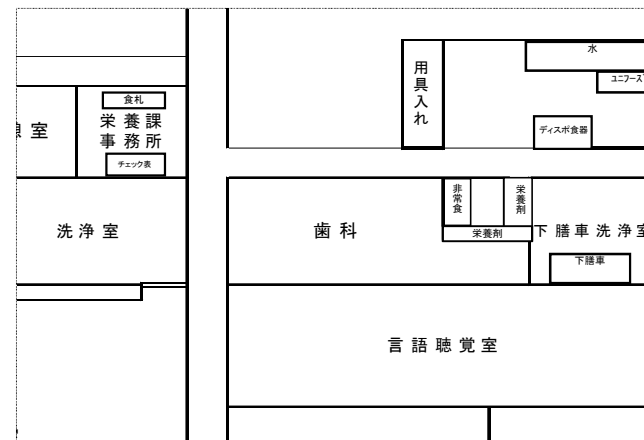 水
ユニフース
用具入れ
食札
栄養課
事務所
ディスポ食器
室
チェック表
非常食
栄養剤
洗浄室
歯科
栄養剤
下膳車洗浄室
下膳車
言語聴覚室